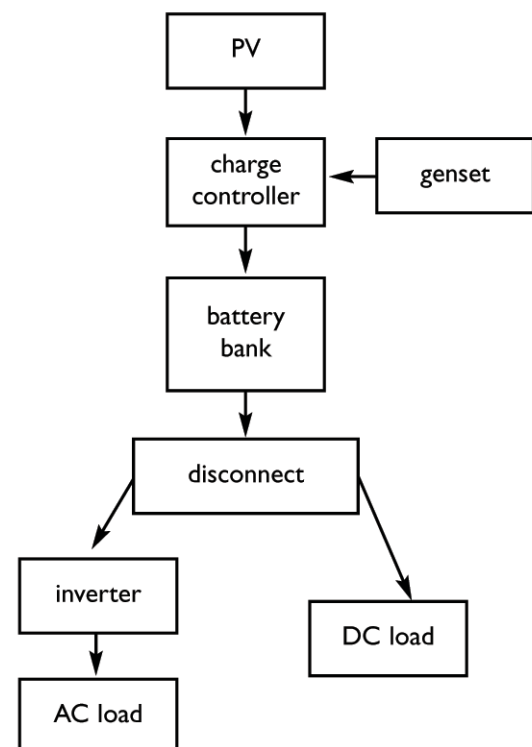 PV
charge
controller
genset
battery
bank
disconnect
inverter
DC load
AC load